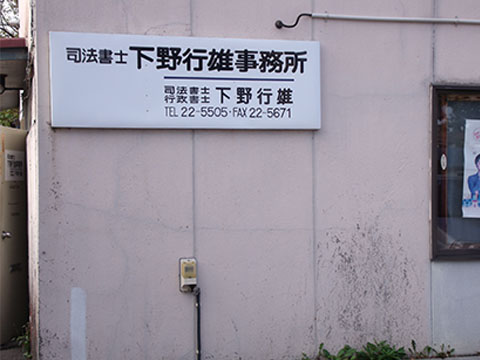 司法書士 下野行雄事務所
司法書士
行政書士 下野行雄
TEL 22-5505・FAX 22-5671